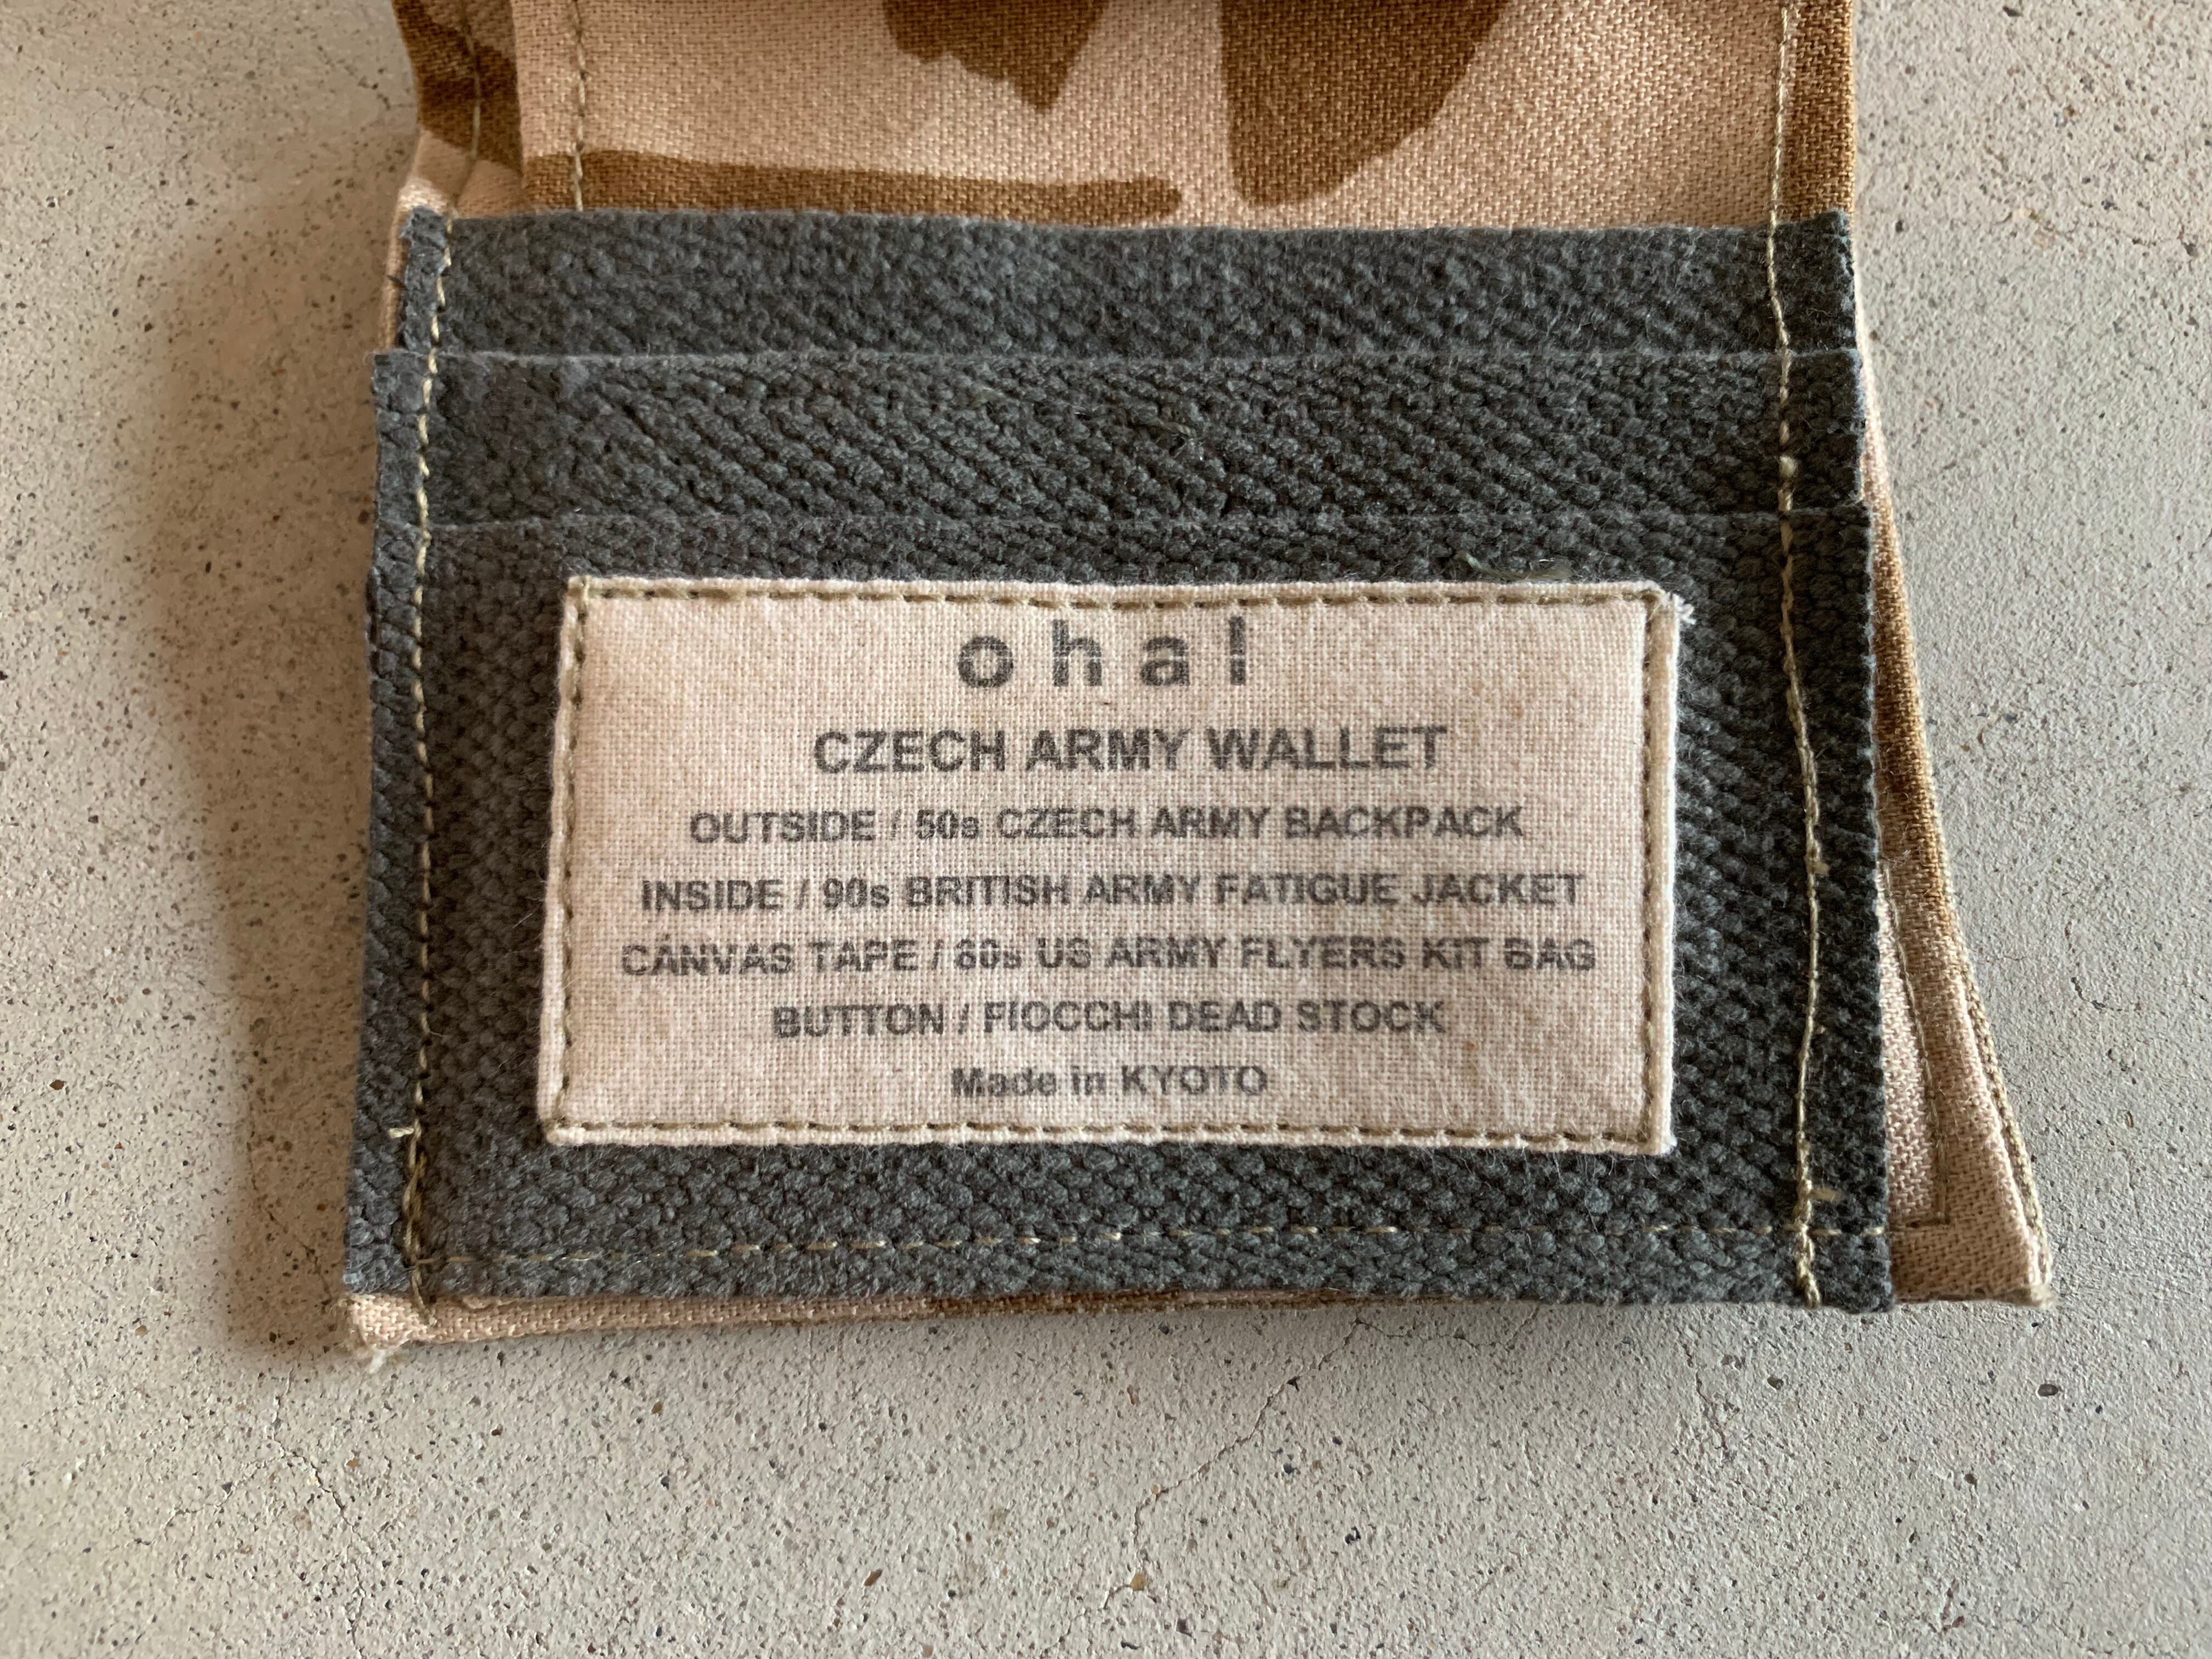 ohal
CZECH ARMY WALLET
OUTSIDE / 50s CZECH ARMY BACKPACK
INSIDE / 90s BRITISH ARMY FATIGUE JACKET
CANVAS TAPE / US ARMY FLYERS KIT BAG
BUTTON / FIOCCHI DEAD STOCK
Made in KYOTO